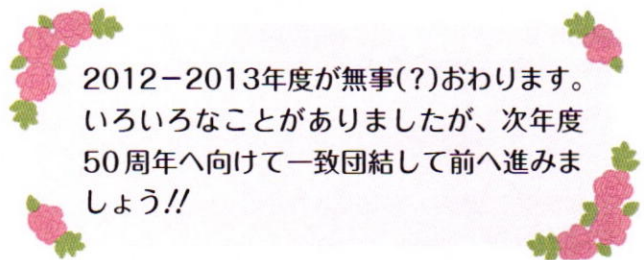 2012−2013年度が無事(?)おわります。
いろいろなことがありましたが、次年度
50周年へ向けて一致団結して前へ進みま
しょう!!